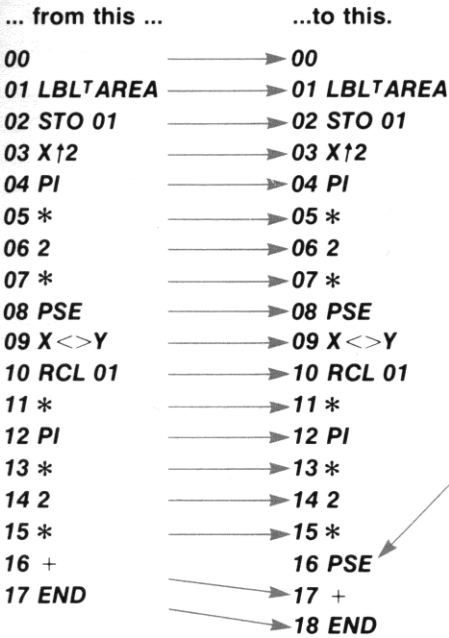 ... from this ... ...to this.
00 00
01 LBLᵀAREA 01 LBLᵀAREA
02 STO 01 02 STO 01
03 X↑2 03 X↑2
04 PI 04 PI
05 * 05 *
06 2 06 2
07 * 07 *
08 PSE 08 PSE
09 X<>Y 09 X<>Y
10 RCL 01 10 RCL 01
11 * 11 *
12 PI 12 PI
13 * 13 *
14 2 14 2
15 * 15 *
16 + 16 PSE
17 END 17 +
18 END